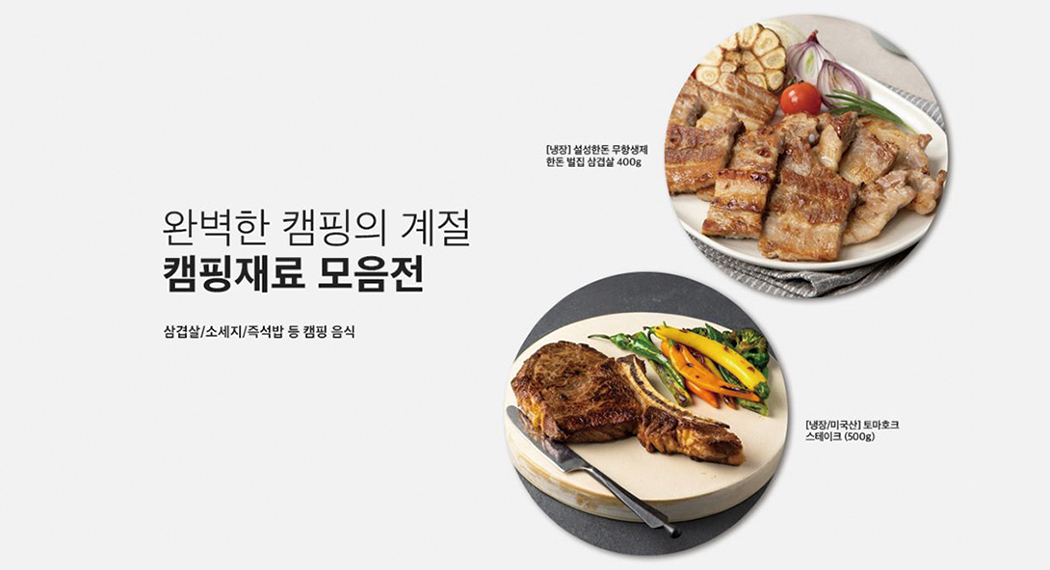 완벽한 캠핑의 계절
캠핑재료 모음전
삼겹살/소세지/즉석밥 등 캠핑 음식
[냉장] 설성한돈 무항생제
한돈 벌집 삼겹살 400g
[냉장/미국산] 토마호크
스테이크 (500g)